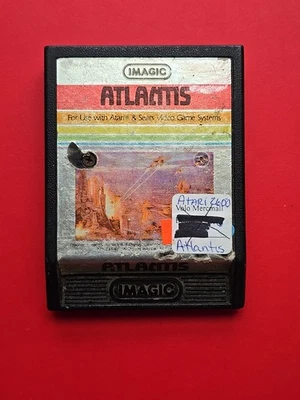 IMAGIC
ATLANTIS
For Use with Atari & Sears Video Game Systems
ATARI 2600
Atlantis
ATLANTIS
IMAGIC